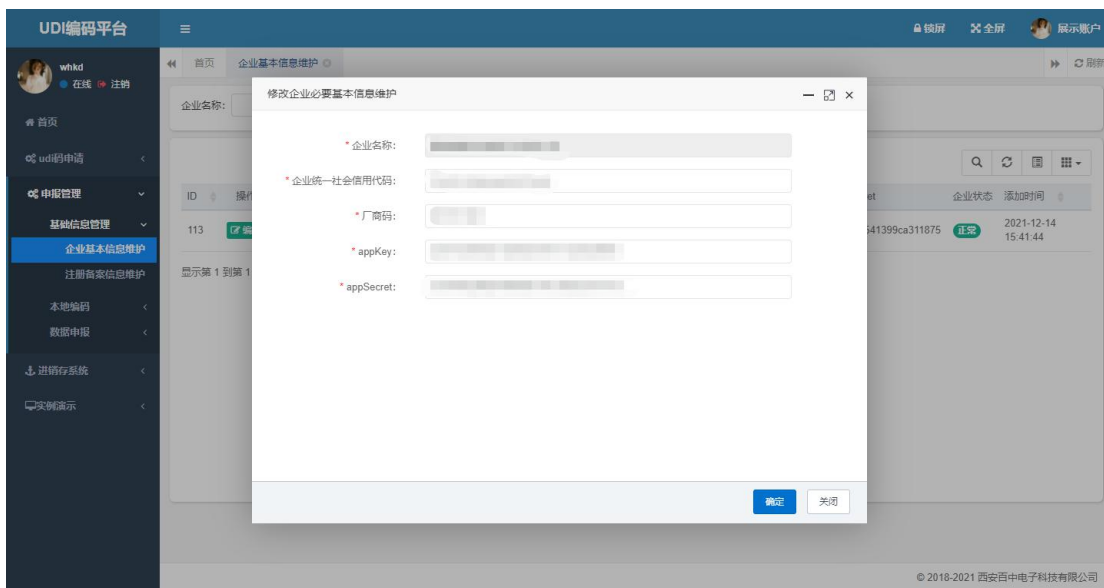 UDI编码平台
锁屏 全屏 展示账户
whkd
在线 注销
首页 企业基本信息维护
企业名称:
首页
udi码申请
申报管理
基础信息管理
企业基本信息维护
注册备案信息维护
本地编码
数据申报
进销存系统
实例演示
修改企业必要基本信息维护
* 企业名称:
* 企业统一社会信用代码:
* 厂商码:
* appKey:
* appSecret:
确定 关闭
ID
企业状态 添加时间
113
541399ca311875 正常 2021-12-14
15:41:44
显示第 1 到第 1
© 2018-2021 西安百中电子科技有限公司